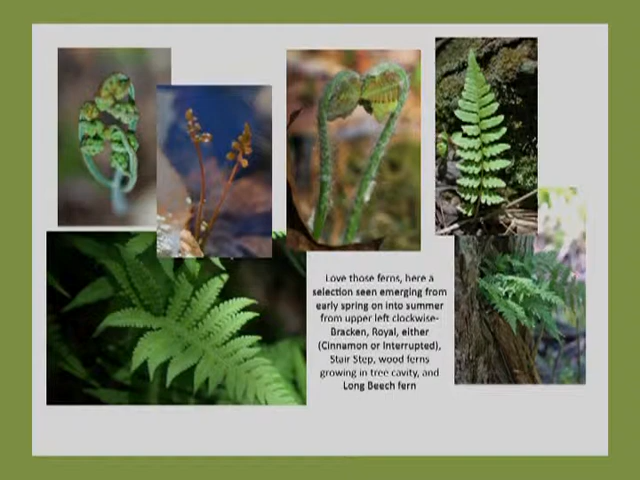 Love those ferns, here a
selection seen emerging from
early spring on into summer
from upper left clockwise-
Bracken, Royal, either
(Cinnamon or Interrupted),
Stair Step, wood ferns
growing in tree cavity, and
Long Beech fern